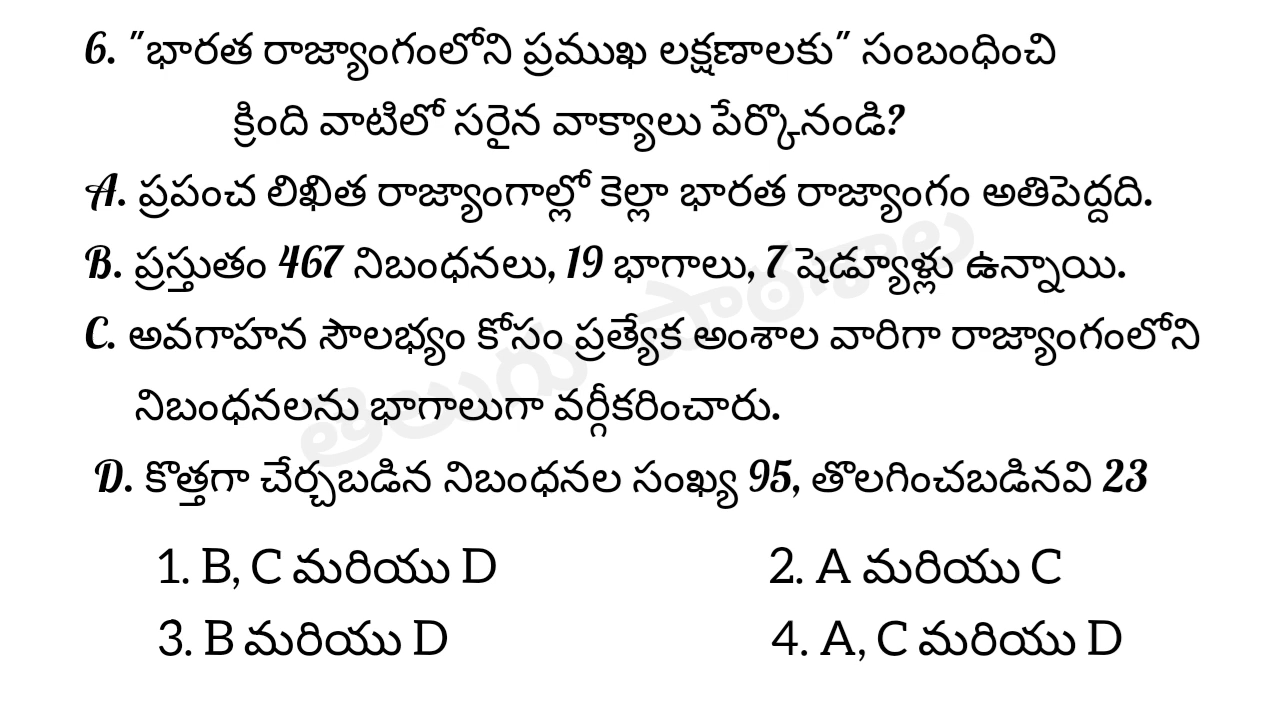 6. "భారత రాజ్యాంగంలోని ప్రముఖ లక్షణాలకు" సంబంధించి
క్రింది వాటిలో సరైన వాక్యాలు పేర్కొనండి?
A. ప్రపంచ లిఖిత రాజ్యాంగాల్లో కెల్లా భారత రాజ్యాంగం అతిపెద్దది.
B. ప్రస్తుతం 467 నిబంధనలు, 19 భాగాలు, 7 షెడ్యూళ్లు ఉన్నాయి.
C. అవగాహన సౌలభ్యం కోసం ప్రత్యేక అంశాల వారిగా రాజ్యాంగంలోని
నిబంధనలను భాగాలుగా వర్గీకరించారు.
D. కొత్తగా చేర్చబడిన నిబంధనల సంఖ్య 95, తొలగించబడినవి 23
1. B, C మరియు D 2. A మరియు C
3. B మరియు D 4. A, C మరియు D
తెలుగు పాఠశాల